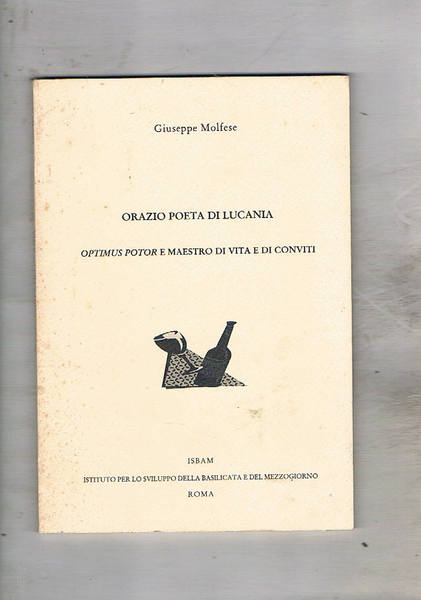 Giuseppe Molfese
ORAZIO POETA DI LUCANIA
OPTIMUS POTOR E MAESTRO DI VITA E DI CONVITI
ISBAM
ISTITUTO PER LO SVILUPPO DELLA BASILICATA E DEL MEZZOGIORNO
ROMA